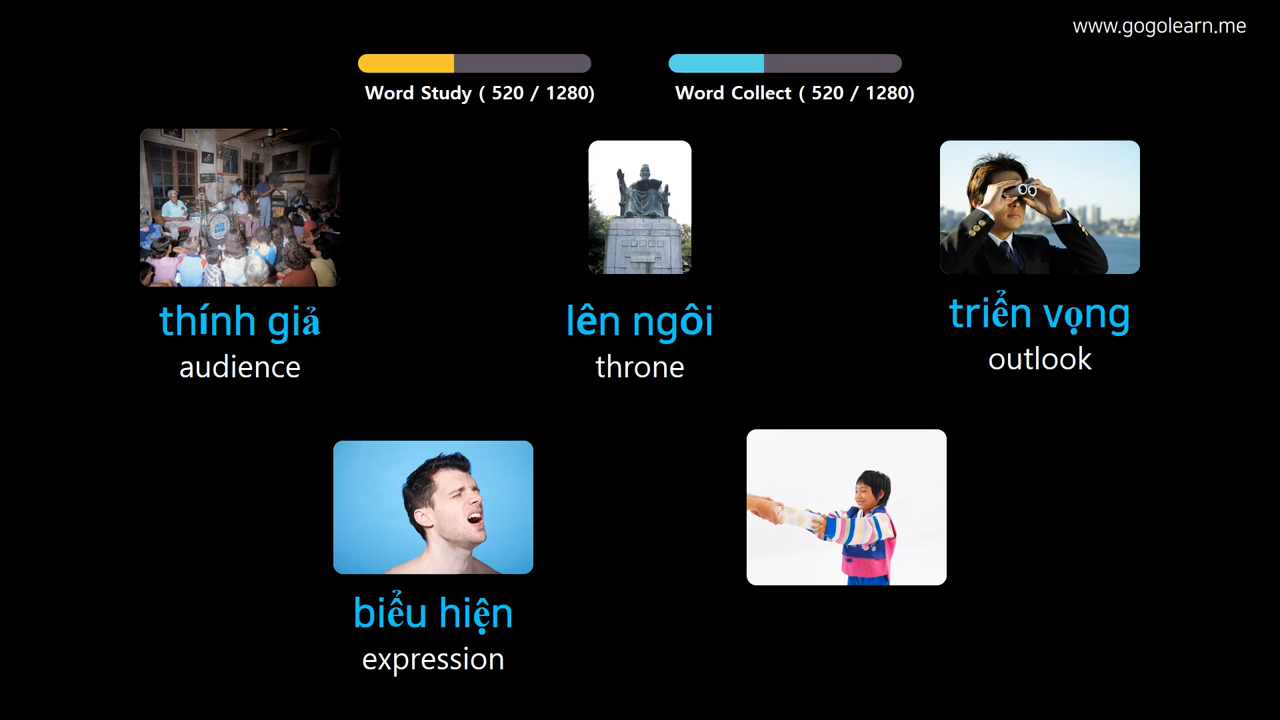 www.gogolearn.me
Word Study ( 520 / 1280)
Word Collect ( 520 / 1280)
JAZZ
thính giả
audience
lên ngôi
throne
triển vọng
outlook
biểu hiện
expression